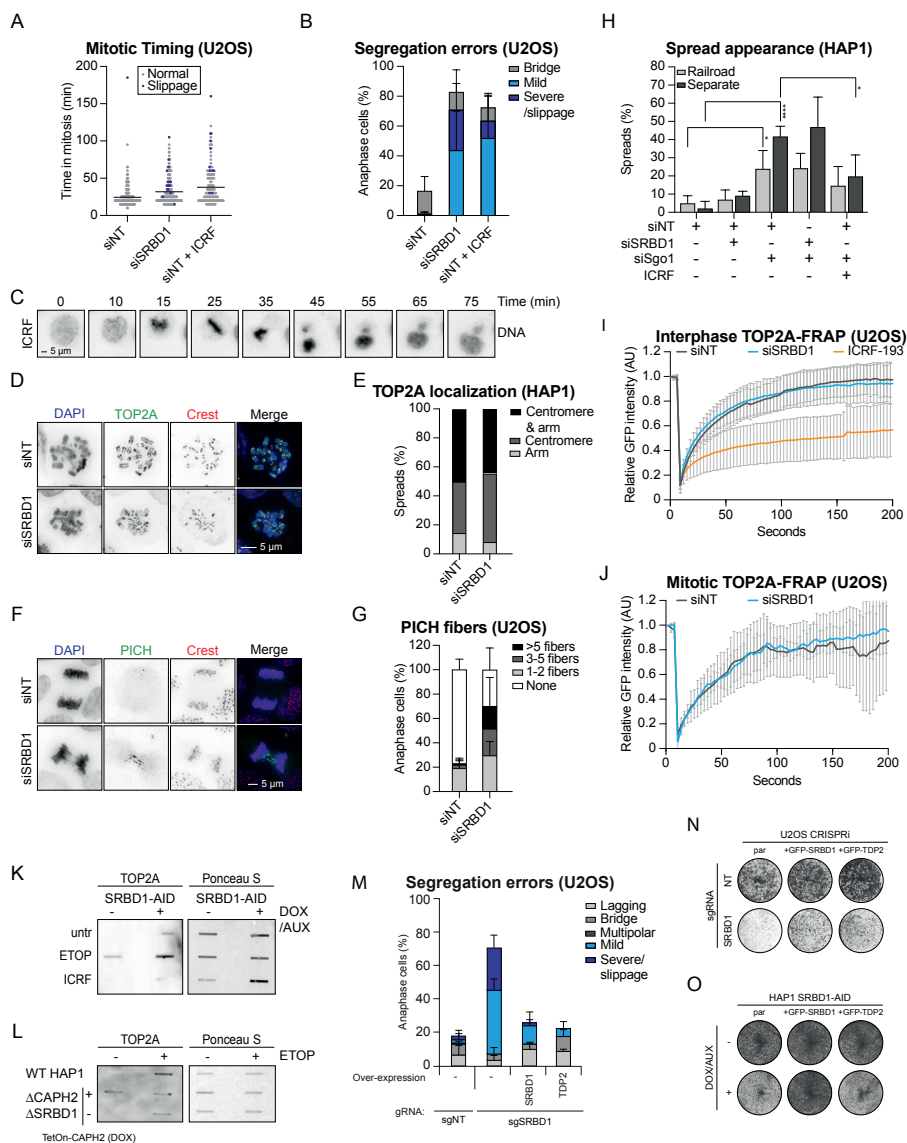 A
Mitotic Timing (U2OS)
Time in mitosis (min)
200
150
100
50
0
Normal
Slippage
siNT
siSRBD1
siNT + ICRF
B
Segregation errors (U2OS)
Anaphase cells (%)
100
80
60
40
20
0
Bridge
Mild
Severe
/slippage
siNT
siSRBD1
siNT + ICRF
C
0 10 15 25 35 45 55 65 75 Time (min)
ICRF
5 µm
DNA
D
DAPI TOP2A Crest Merge
siNT
siSRBD1
5 µm
E
TOP2A localization (HAP1)
Spreads (%)
100
80
60
40
20
0
Centromere
& arm
Centromere
Arm
siNT
siSRBD1
F
DAPI PICH Crest Merge
siNT
siSRBD1
5 µm
G
PICH fibers (U2OS)
Anaphase cells (%)
120
100
80
60
40
20
0
>5 fibers
3-5 fibers
1-2 fibers
None
siNT
siSRBD1
H
Spread appearance (HAP1)
Spreads (%)
80
70
60
50
40
30
20
10
0
Railroad
Separate
*
****
*
siNT + + + - +
siSRBD1 - + - + -
siSgo1 - - + + +
ICRF - - - - +
I
Interphase TOP2A-FRAP (U2OS)
siNT siSRBD1 ICRF-193
Relative GFP intensity (AU)
1.2
1.0
0.8
0.6
0.4
0.2
0
0 50 100 150 200
Seconds
J
Mitotic TOP2A-FRAP (U2OS)
siNT siSRBD1
Relative GFP intensity (AU)
1.2
1.0
0.8
0.6
0.4
0.2
0
0 50 100 150 200
Seconds
K
TOP2A Ponceau S
SRBD1-AID SRBD1-AID
- + - + DOX
/AUX
untr
ETOP
ICRF
L
TOP2A Ponceau S
- + - + ETOP
WT HAP1
ΔCAPH2 +
ΔSRBD1 -
TetOn-CAPH2 (DOX)
M
Segregation errors (U2OS)
Anaphase cells (%)
100
80
60
40
20
0
Lagging
Bridge
Multipolar
Mild
Severe/
slippage
Over-expression - - SRBD1 TDP2
gRNA: sgNT sgSRBD1
N
U2OS CRISPRi
par +GFP-SRBD1 +GFP-TDP2
sgRNA
NT
SRBD1
O
HAP1 SRBD1-AID
par +GFP-SRBD1 +GFP-TDP2
DOX/AUX
-
+